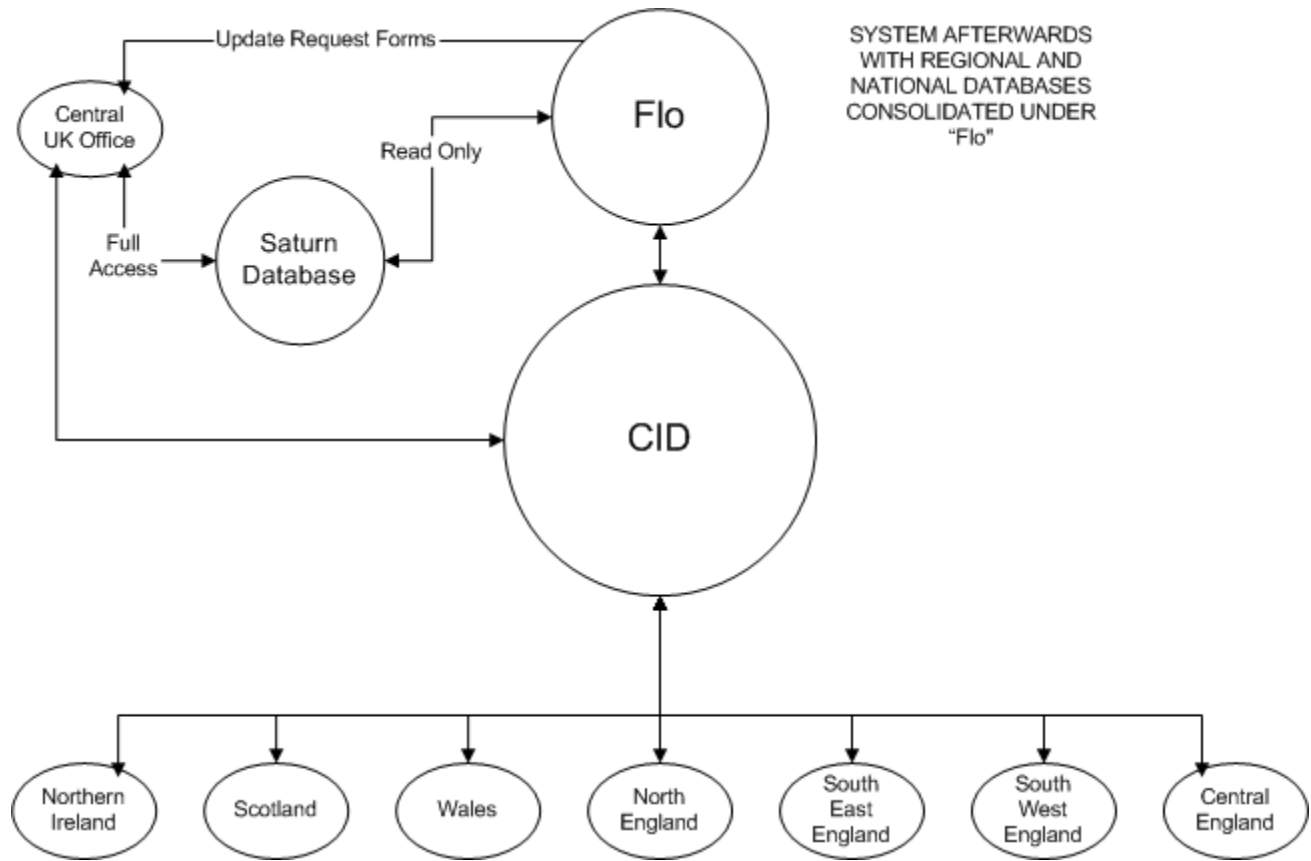 Update Request Forms
SYSTEM AFTERWARDS
WITH REGIONAL AND
NATIONAL DATABASES
CONSOLIDATED UNDER
“Flo"
Central
UK Office
Flo
Read Only
Full
Access
Saturn
Database
CID
Northern
Ireland
Scotland
Wales
North
England
South
East
England
South
West
England
Central
England